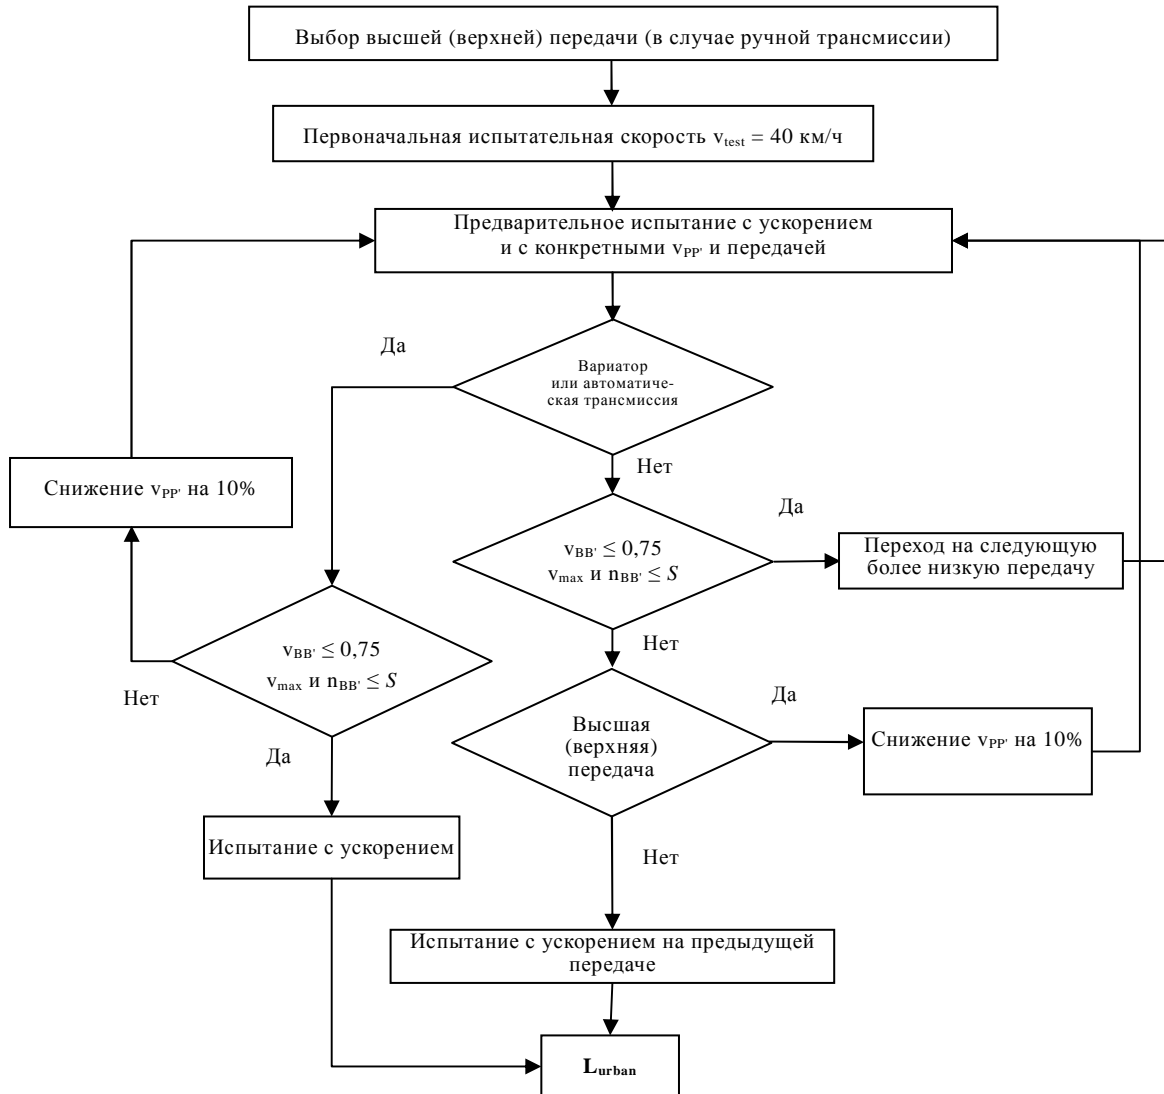 Выбор высшей (верхней) передачи (в случае ручной трансмиссии)
Первоначальная испытательная скорость vtest = 40 км/ч
Предварительное испытание с ускорением
и с конкретными vPP' и передачей
Да
Вариатор
или автоматиче-
ская трансмиссия
Нет
Снижение vPP' на 10%
Да
vBB' ≤ 0,75
vmax и nBB' ≤ S
Переход на следующую
более низкую передачу
Нет
vBB' ≤ 0,75
vmax и nBB' ≤ S
Нет
Да
Высшая
(верхняя)
передача
Да
Снижение vPP' на 10%
Испытание с ускорением
Нет
Испытание с ускорением на предыдущей
передаче
Lurban